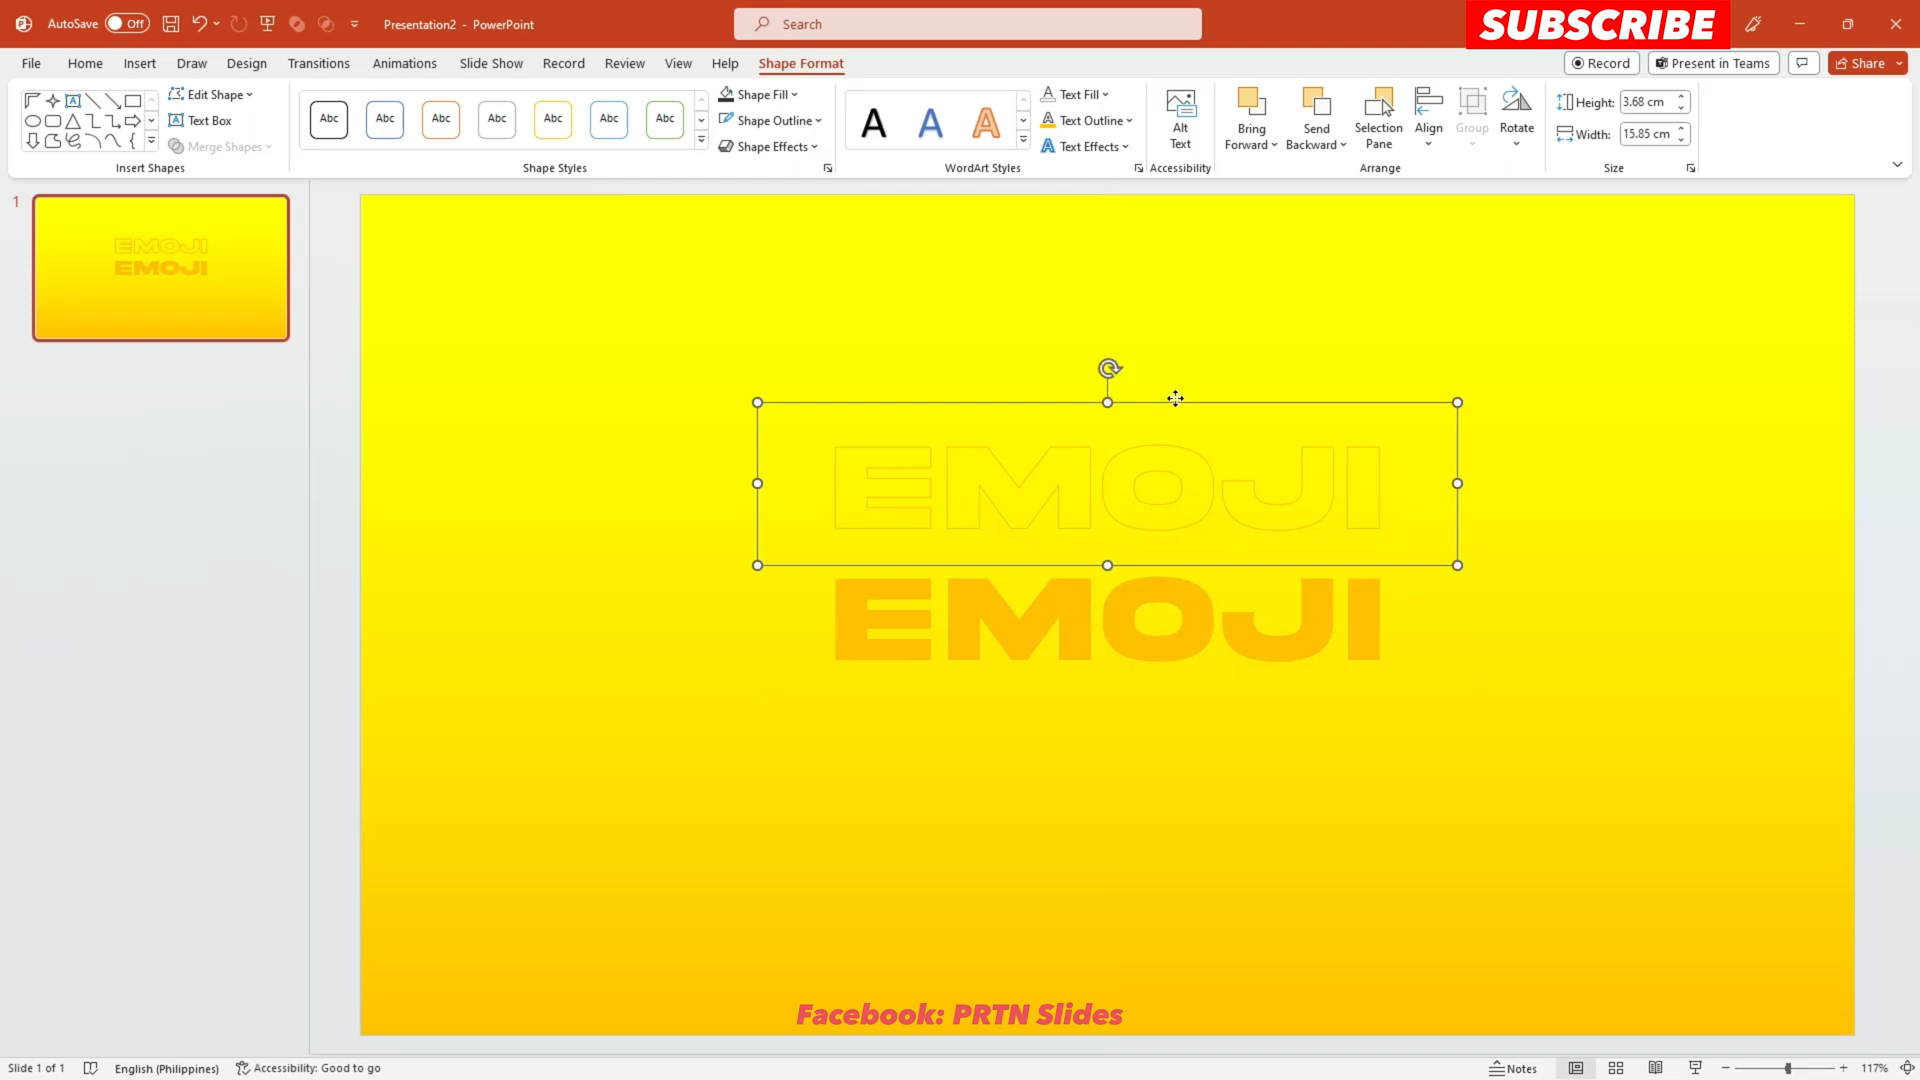 AutoSave Off Presentation2 - PowerPoint Search SUBSCRIBE
File Home Insert Draw Design Transitions Animations Slide Show Record Review View Help Shape Format Record Present in Teams Share
Edit Shape
Text Box
Merge Shapes
Insert Shapes
Abc Abc Abc Abc Abc Abc Abc
Shape Fill
Shape Outline
Shape Effects
Shape Styles
A A A
Text Fill
Text Outline
Text Effects
WordArt Styles
Alt
Text
Accessibility
Bring
Forward
Send
Backward
Selection
Pane
Align
Group
Rotate
Arrange
Height: 3.68 cm
Width: 15.85 cm
Size
1
EMOJI
EMOJI
EMOJI
EMOJI
Facebook: PRTN Slides
Slide 1 of 1 English (Philippines) Accessibility: Good to go Notes 117%